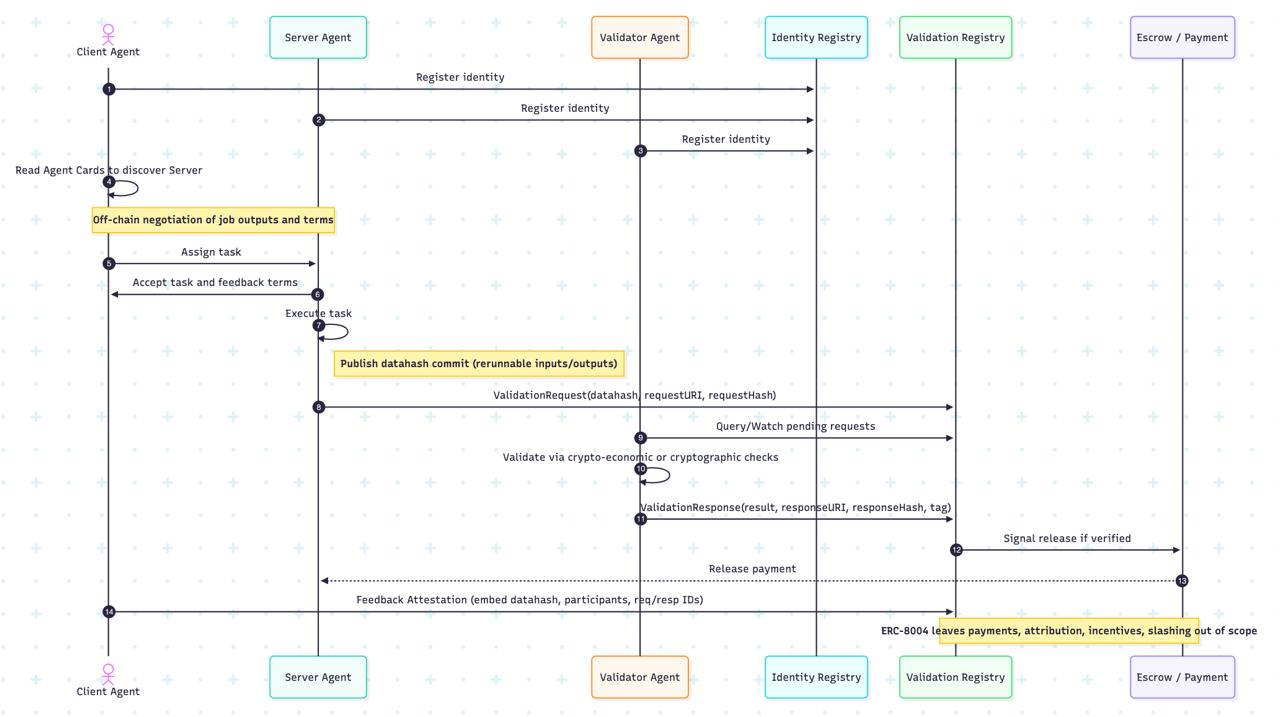 Client Agent
Server Agent
Validator Agent
Identity Registry
Validation Registry
Escrow / Payment
Register identity
1
Register identity
2
Register identity
3
Read Agent Cards to discover Server
4
Off-chain negotiation of job outputs and terms
Assign task
5
Accept task and feedback terms
6
Execute task
7
Publish datahash commit (rerunnable inputs/outputs)
ValidationRequest(datahash, requestURI, requestHash)
8
Query/Watch pending requests
9
Validate via crypto-economic or cryptographic checks
10
ValidationResponse(result, responseURI, responseHash, tag)
11
Signal release if verified
12
Release payment
13
Feedback Attestation (embed datahash, participants, req/resp IDs)
14
ERC-8004 leaves payments, attribution, incentives, slashing out of scope
Client Agent
Server Agent
Validator Agent
Identity Registry
Validation Registry
Escrow / Payment